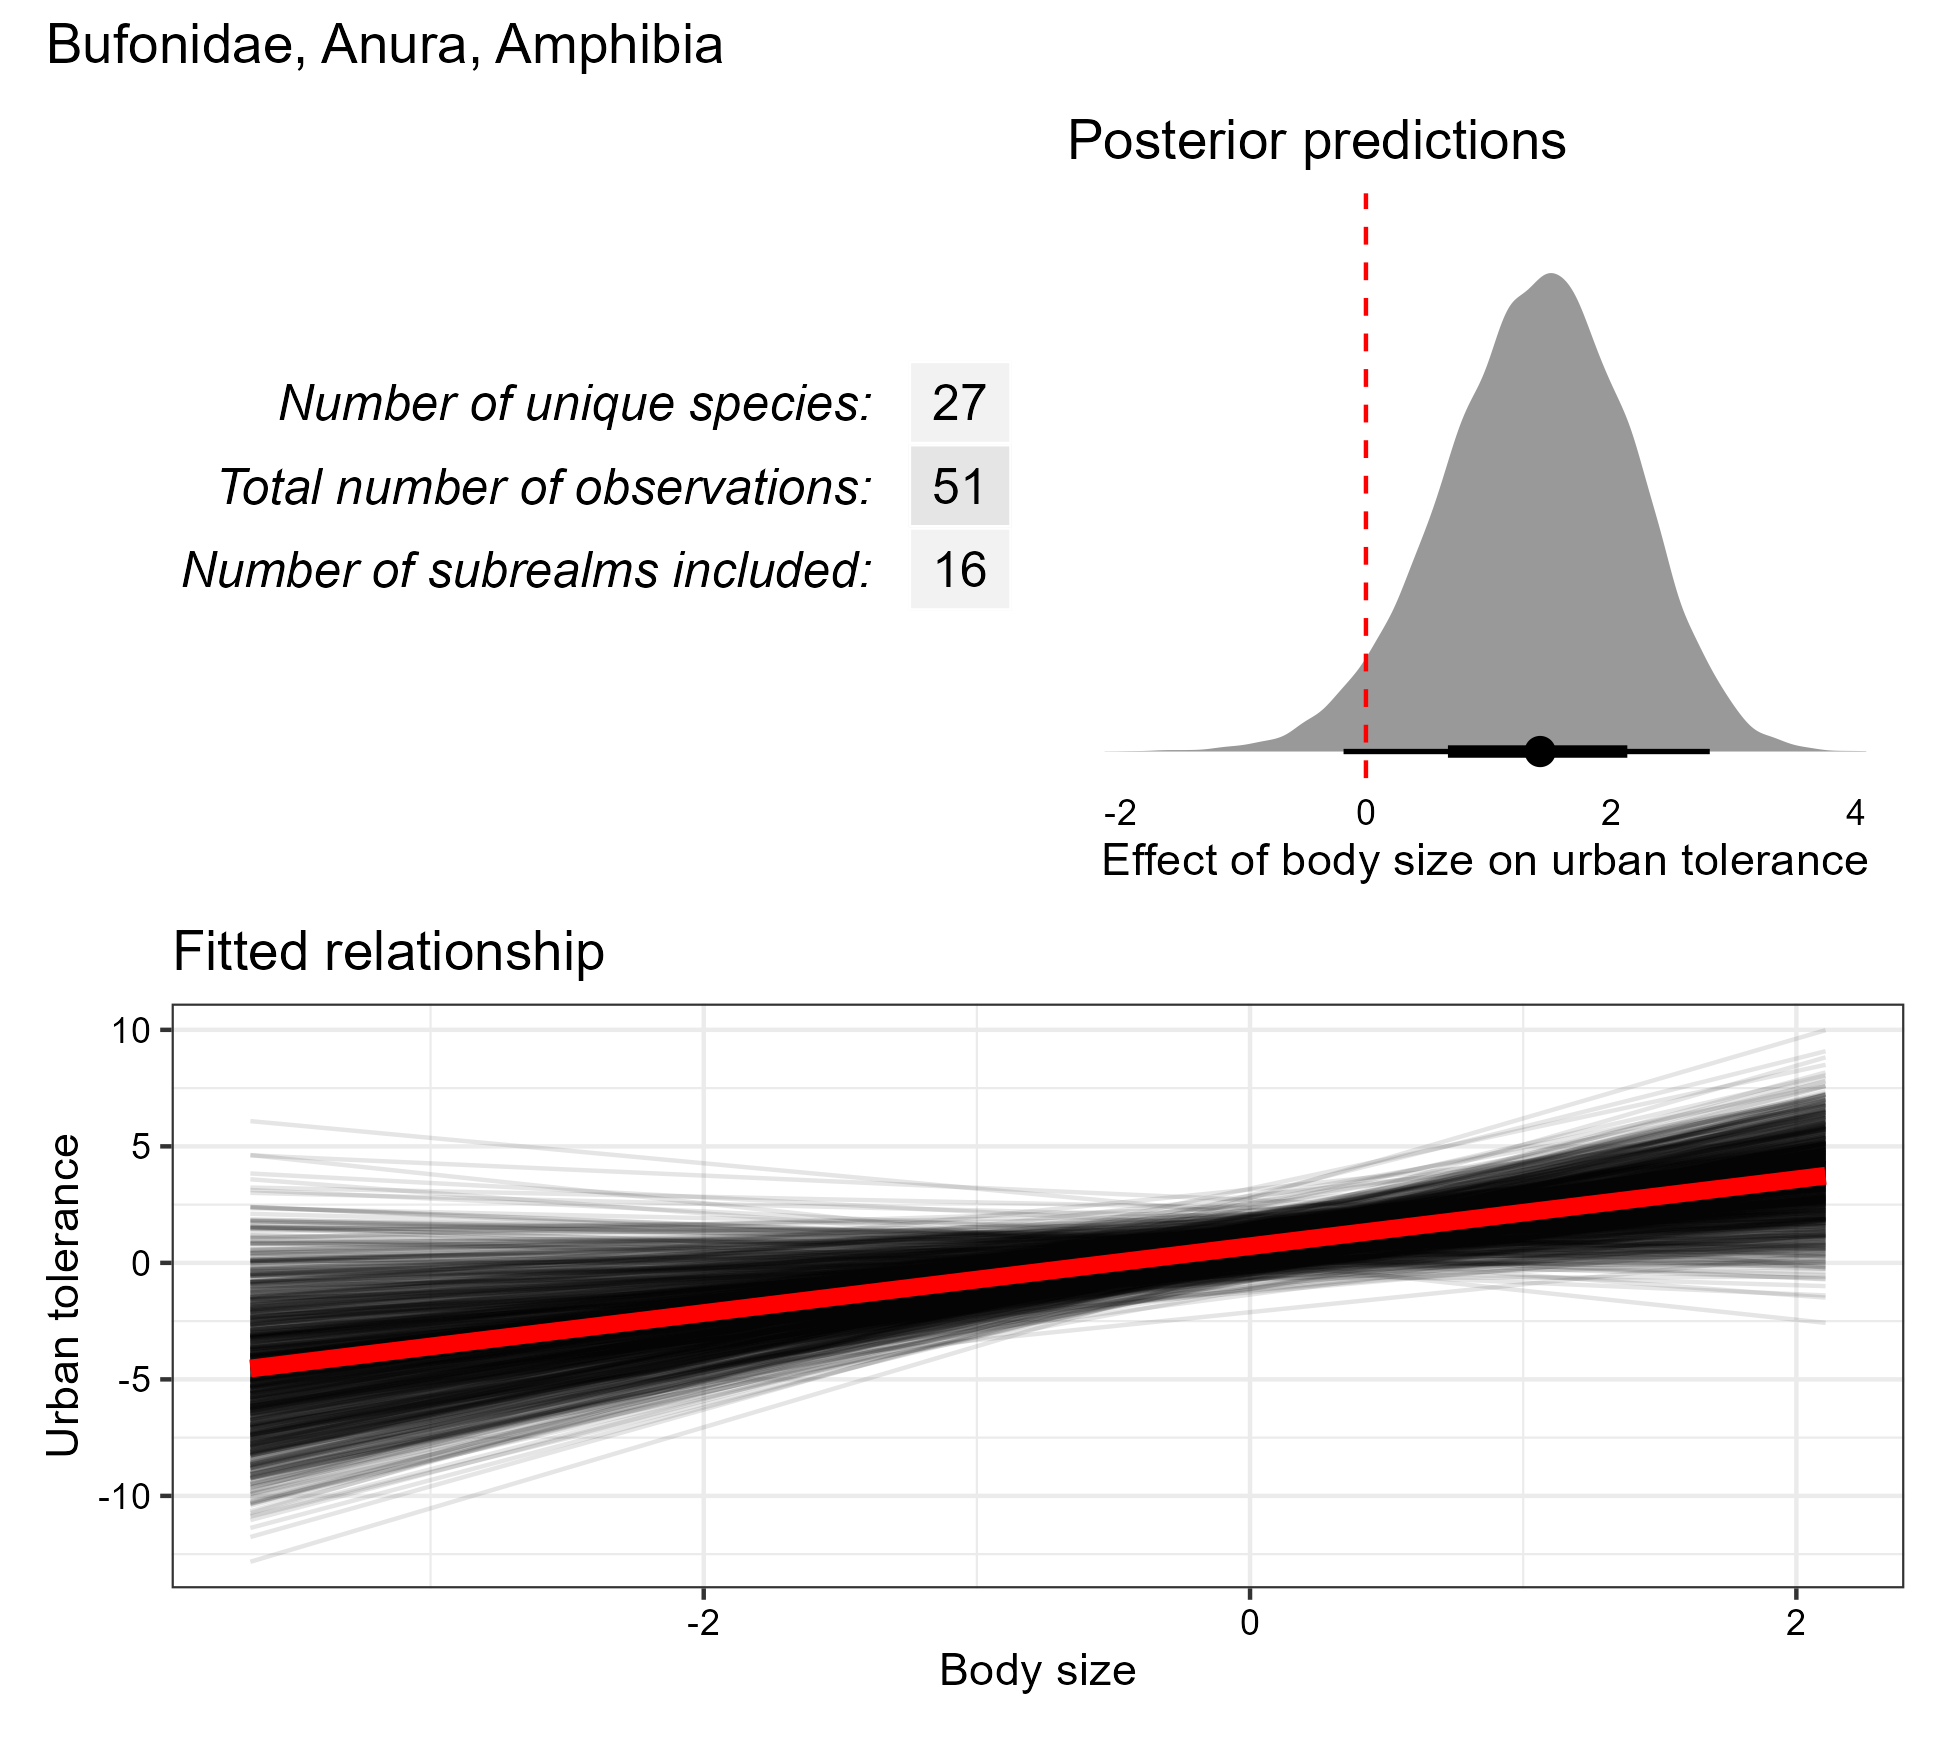 Bufonidae, Anura, Amphibia
Posterior predictions
Number of unique species: 27
Total number of observations: 51
Number of subrealms included: 16
-2 0 2 4
Effect of body size on urban tolerance
Fitted relationship
Urban tolerance
10
5
0
-5
-10
-2 0 2
Body size